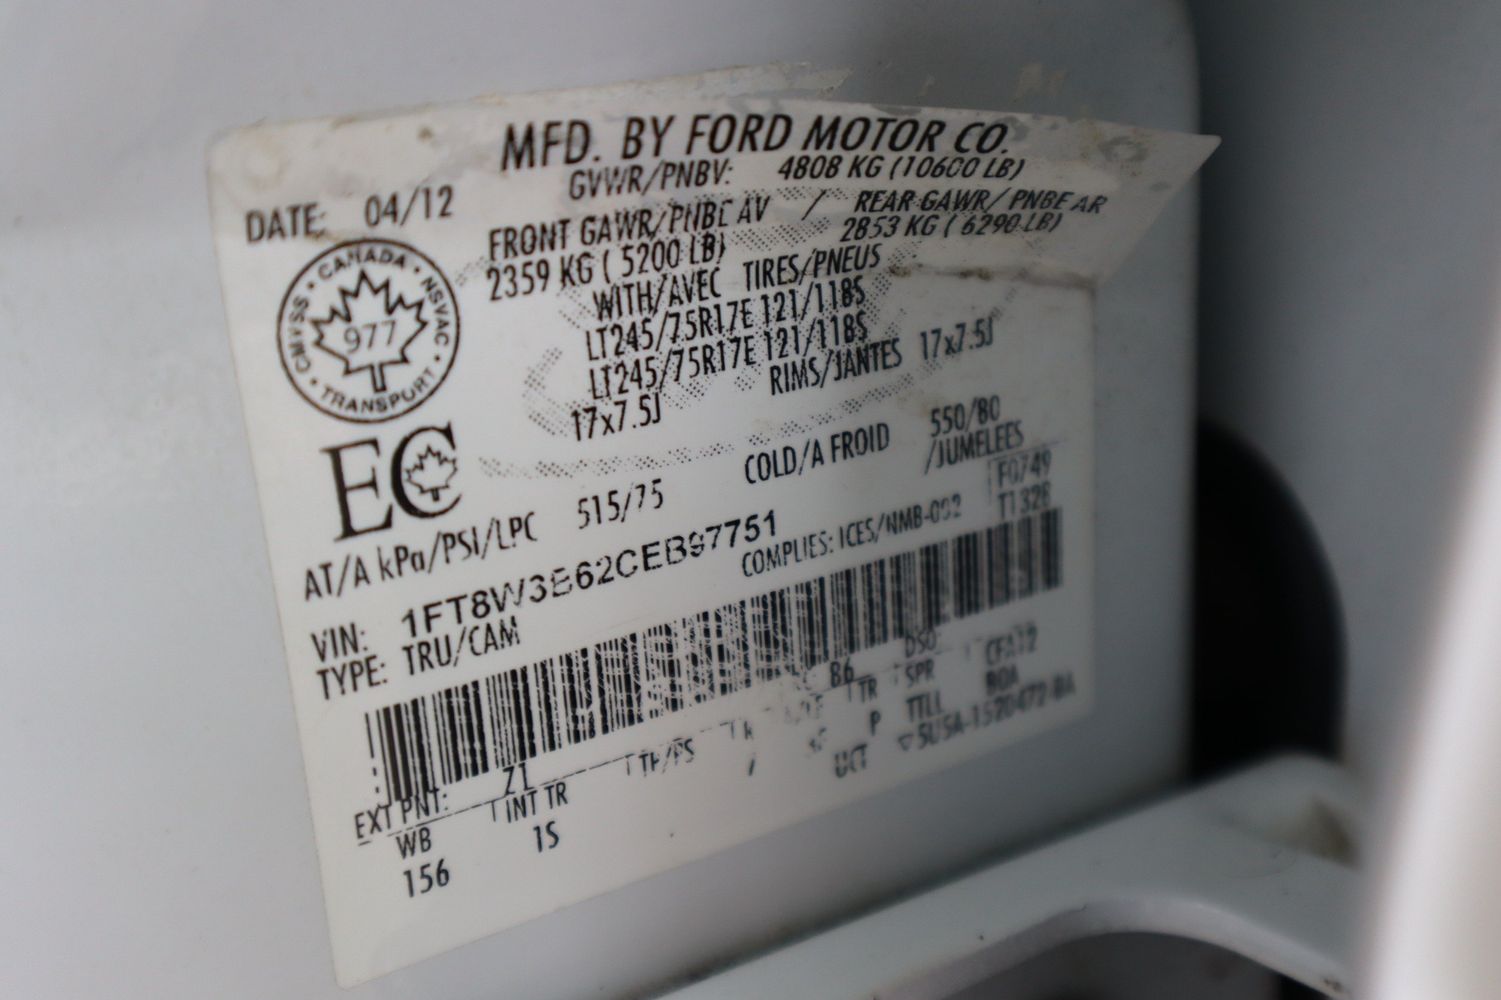 MFD. BY FORD MOTOR CO.
DATE: 04/12
GVWR/PNBV: 4808 KG (10600 LB)
FRONT GAWR/PNBE AV / REAR GAWR/PNBE AR
2359 KG ( 5200 LB) 2853 KG ( 6290 LB)
WITH/AVEC TIRES/PNEUS
LT245/75R17E 121/118S
LT245/75R17E 121/118S
17x7.5J RIMS/JANTES 17x7.5J
CANADA · NSVAC · TRANSPORT · CMVSS
977
EC
AT/A kPa/PSI/LPC 515/75 COLD/A FROID 550/80
/JUMELEES
VIN: 1FT8W3B62CEB97751
COMPLIES: ICES/NMB-002
F0749
TYPE: TRU/CAM
EXT PNT: Z1
WB INT TR TP/PS R TR SPR
156 1S P TTLL
B6 DSO